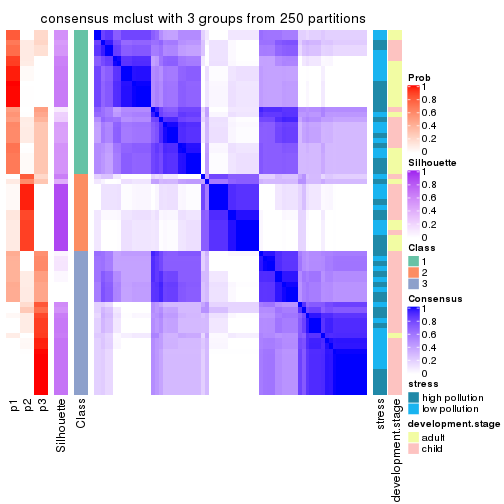 consensus mclust with 3 groups from 250 partitions
Prob
1
0.8
0.6
0.4
0.2
0
Silhouette
1
0.8
0.6
0.4
0.2
0
Class
1
2
3
Consensus
1
0.8
0.6
0.4
0.2
0
stress
high pollution
low pollution
development.stage
adult
child
p1
p2
p3
Silhouette
Class
stress
development.stage